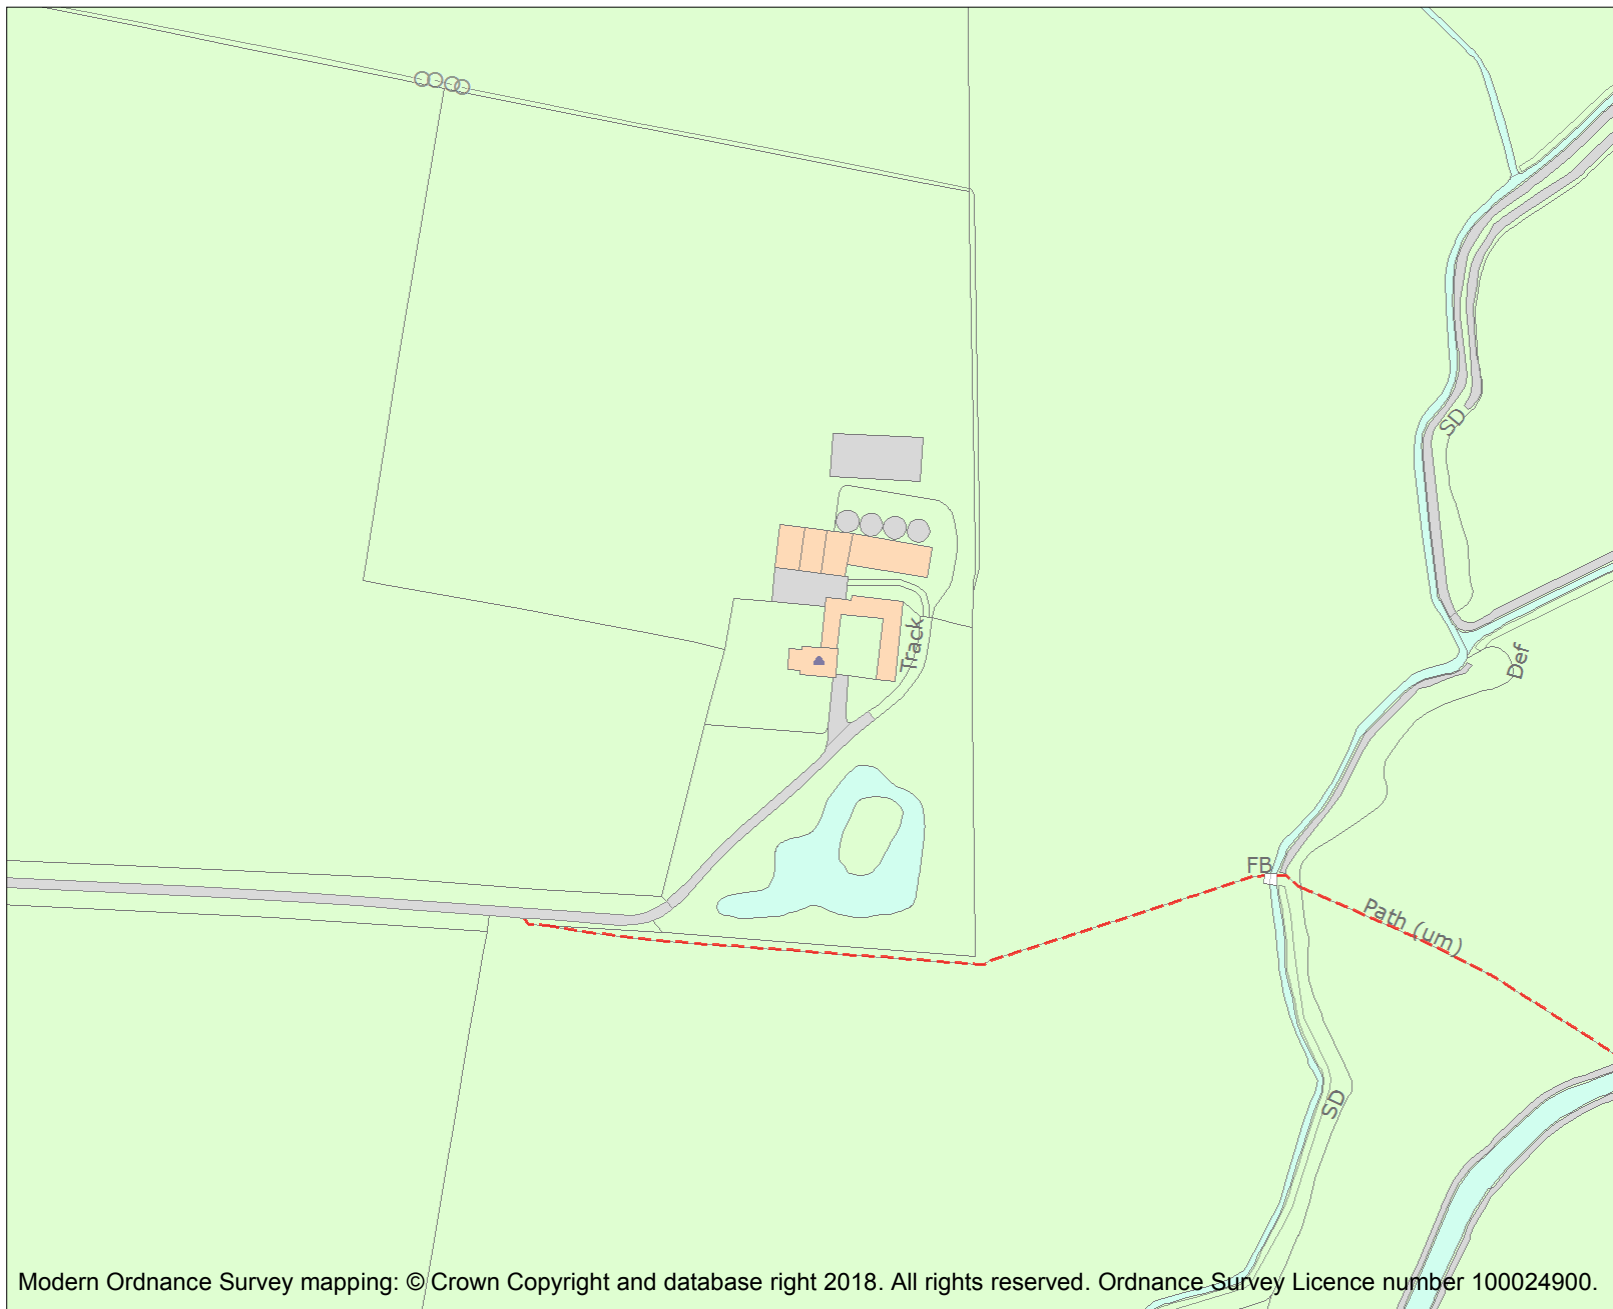 SD
Track
Def
FB
Path (um)
SD
Modern Ordnance Survey mapping: © Crown Copyright and database right 2018. All rights reserved. Ordnance Survey Licence number 100024900.